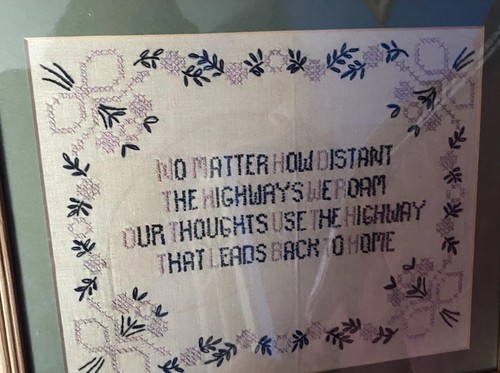 No Matter How Distant
The Highways We Roam
Our Thoughts Use The Highway
That Leads Back To Home